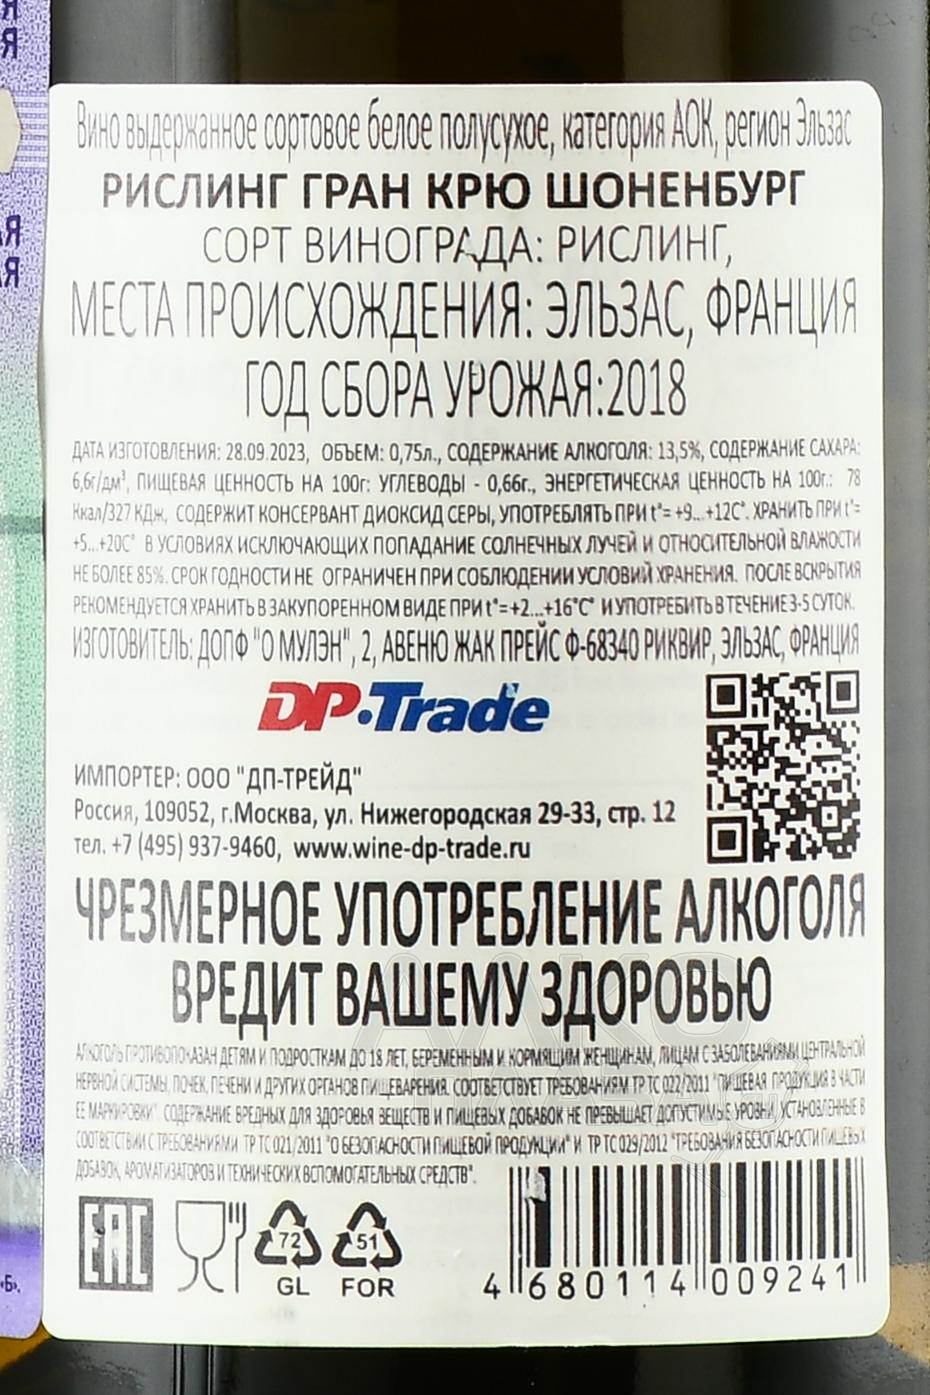 Вино выдержанное сортовое белое полусухое, категория АОК, регион Эльзас
РИСЛИНГ ГРАН КРЮ ШОНЕНБУРГ
СОРТ ВИНОГРАДА: РИСЛИНГ,
МЕСТА ПРОИСХОЖДЕНИЯ: ЭЛЬЗАС, ФРАНЦИЯ
ГОД СБОРА УРОЖАЯ:2018
ДАТА ИЗГОТОВЛЕНИЯ: 28.09.2023, ОБЪЕМ: 0,75л., СОДЕРЖАНИЕ АЛКОГОЛЯ: 13,5%, СОДЕРЖАНИЕ САХАРА:
6,6г/дм³, ПИЩЕВАЯ ЦЕННОСТЬ НА 100г: УГЛЕВОДЫ - 0,66г., ЭНЕРГЕТИЧЕСКАЯ ЦЕННОСТЬ НА 100г.: 78
Ккал/327 КДж, СОДЕРЖИТ КОНСЕРВАНТ ДИОКСИД СЕРЫ, УПОТРЕБЛЯТЬ ПРИ t°= +9...+12C°. ХРАНИТЬ ПРИ t°=
+5...+20C° В УСЛОВИЯХ ИСКЛЮЧАЮЩИХ ПОПАДАНИЕ СОЛНЕЧНЫХ ЛУЧЕЙ И ОТНОСИТЕЛЬНОЙ ВЛАЖОСТИ
НЕ БОЛЕЕ 85%. СРОК ГОДНОСТИ НЕ ОГРАНИЧЕН ПРИ СОБЛЮДЕНИИ УСЛОВИЙ ХРАНЕНИЯ. ПОСЛЕ ВСКРЫТИЯ
РЕКОМЕНДУЕТСЯ ХРАНИТЬ В ЗАКУПОРЕННОМ ВИДЕ ПРИ t°=+2...+16°C° И УПОТРЕБИТЬ В ТЕЧЕНИЕ 3-5 СУТОК.
ИЗГОТОВИТЕЛЬ: ДОПФ "О МУЛЭН", 2, АВЕНЮ ЖАК ПРЕЙС Ф-68340 РИКВИР, ЭЛЬЗАС, ФРАНЦИЯ
DP·Trade
ИМПОРТЕР: ООО "ДП-ТРЕЙД"
Россия, 109052, г.Москва, ул. Нижегородская 29-33, стр. 12
тел. +7 (495) 937-9460, www.wine-dp-trade.ru
ЧРЕЗМЕРНОЕ УПОТРЕБЛЕНИЕ АЛКОГОЛЯ
ВРЕДИТ ВАШЕМУ ЗДОРОВЬЮ
АЛКОГОЛЬ ПРОТИВОПОКАЗАН ДЕТЯМ И ПОДРОСТКАМ ДО 18 ЛЕТ, БЕРЕМЕННЫМ И КОРМЯЩИМ ЖЕНЩИНАМ, ЛИЦАМ С ЗАБОЛЕВАНИЯМИ ЦЕНТРАЛЬНОЙ
НЕРВНОЙ СИСТЕМЫ, ПОЧЕК, ПЕЧЕНИ И ДРУГИХ ОРГАНОВ ПИЩЕВАРЕНИЯ. СООТВЕТСТВУЕТ ТРЕБОВАНИЯМ ТР ТС 022/2011 "ПИЩЕВАЯ ПРОДУКЦИЯ В ЧАСТИ
ЕЕ МАРКИРОВКИ". СОДЕРЖАНИЕ ВРЕДНЫХ ДЛЯ ЗДОРОВЬЯ ВЕЩЕСТВ И ПИЩЕВЫХ ДОБАВОК НЕ ПРЕВЫШАЕТ ДОПУСТИМЫЕ УРОВНИ, УСТАНОВЛЕННЫЕ В
СООТВЕТСТВИИ С ТРЕБОВАНИЯМИ ТР ТС 021/2011 "О БЕЗОПАСНОСТИ ПИЩЕВОЙ ПРОДУКЦИИ" И ТР ТС 029/2012 "ТРЕБОВАНИЯ БЕЗОПАСНОСТИ ПИЩЕВЫХ
ДОБАВОК, АРОМАТИЗАТОРОВ И ТЕХНИЧЕСКИХ ВСПОМОГАТЕЛЬНЫХ СРЕДСТВ".
EAC
72
GL
51
FOR
4 680114 009241